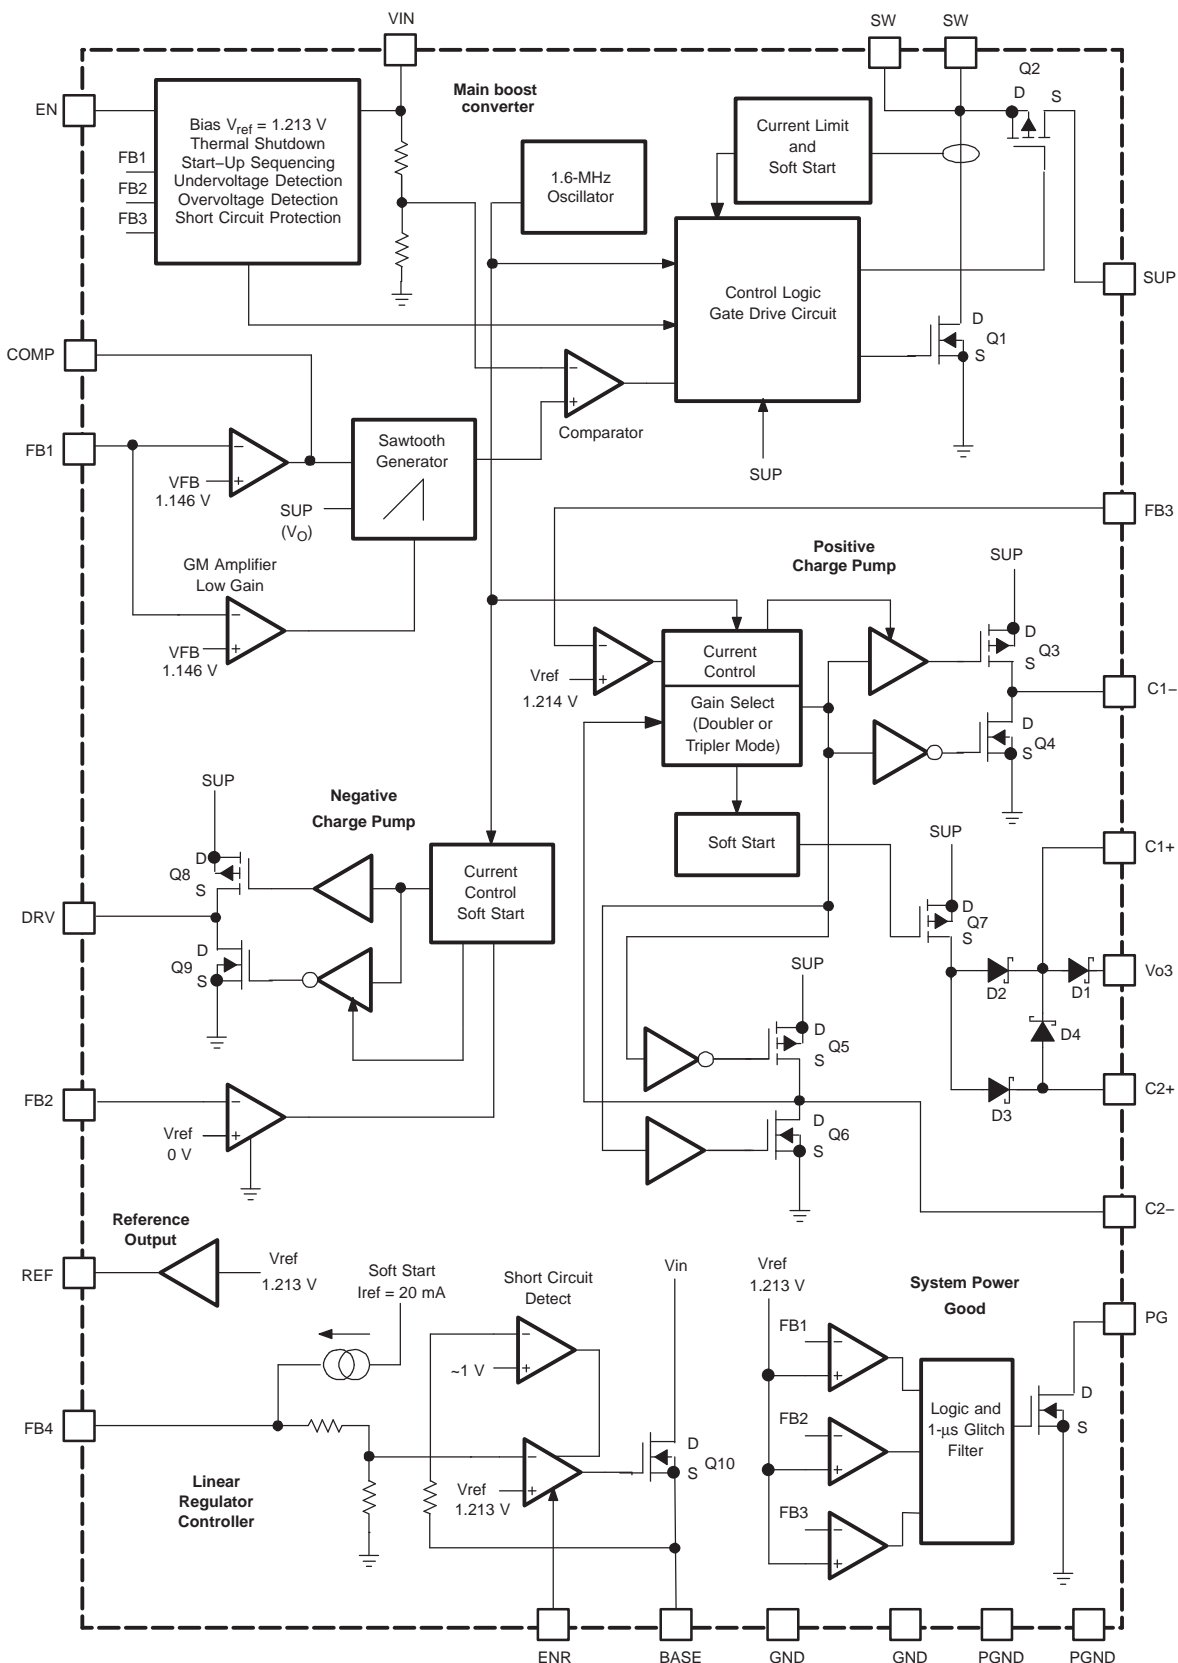 VIN
SW
SW
Q2
D
S
EN
Main boost
converter
Bias Vref = 1.213 V
Thermal Shutdown
Start–Up Sequencing
Undervoltage Detection
Overvoltage Detection
Short Circuit Protection
FB1
FB2
FB3
1.6-MHz
Oscillator
Current Limit
and
Soft Start
Control Logic
Gate Drive Circuit
SUP
D
Q1
S
COMP
–
+
Comparator
SUP
FB1
–
+
VFB
1.146 V
Sawtooth
Generator
SUP
(VO)
GM Amplifier
Low Gain
–
+
VFB
1.146 V
FB3
Positive
Charge Pump
SUP
–
+
Vref
1.214 V
Current
Control
Gain Select
(Doubler or
Tripler Mode)
D
Q3
S
C1–
D
Q4
S
Soft Start
SUP
Negative
Charge Pump
D
Q8
S
Current
Control
Soft Start
DRV
D
Q9
S
SUP
D
Q7
S
C1+
Vo3
D2
D1
D4
D3
C2+
SUP
D
Q5
S
D
Q6
S
C2–
FB2
–
+
Vref
0 V
Reference
Output
REF
Vref
1.213 V
Soft Start
Iref = 20 mA
Short Circuit
Detect
–
+
~1 V
Vin
FB4
–
+
Vref
1.213 V
D
Q10
S
Linear
Regulator
Controller
Vref
1.213 V
System Power
Good
PG
FB1
–
+
FB2
–
+
FB3
–
+
Logic and
1-μs Glitch
Filter
D
S
ENR
BASE
GND
GND
PGND
PGND